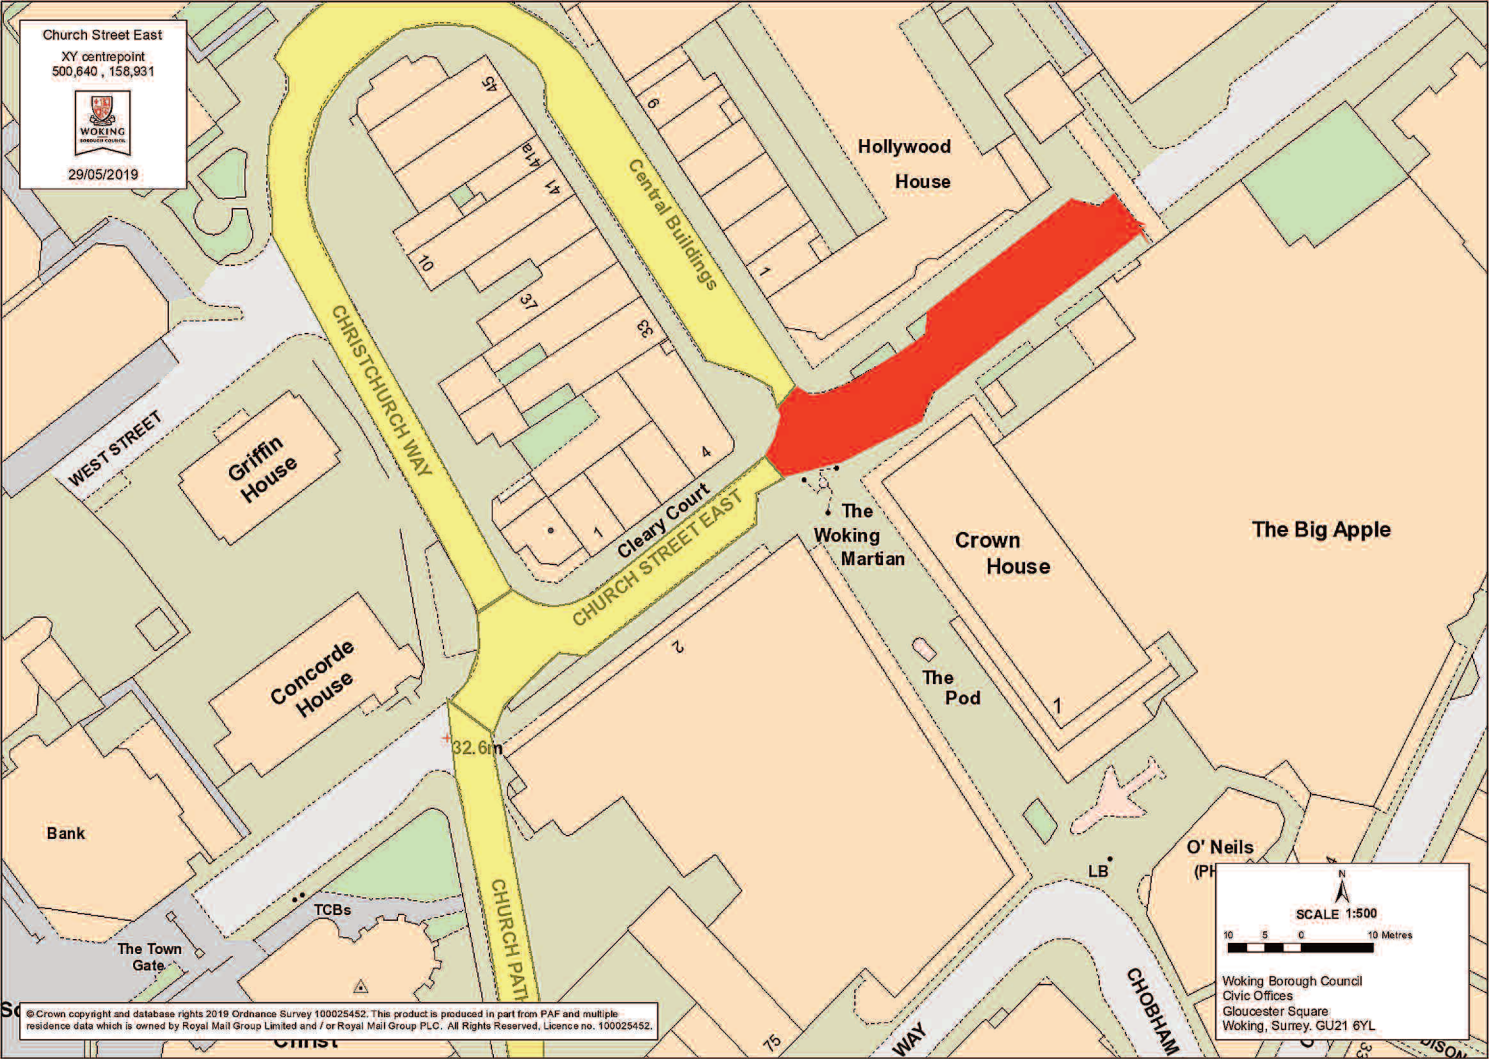 Church Street East
XY centrepoint
500,640 , 158,931
WOKING
BOROUGH COUNCIL
29/05/2019
45
41a
41
10
37
33
9
1
Central Buildings
Hollywood
House
CHRISTCHURCH WAY
WEST STREET
Griffin
House
4
1
Cleary Court
CHURCH STREET EAST
The
Woking
Martian
Crown
House
The Big Apple
2
Concorde
House
The
Pod
1
32.6m
Bank
O' Neils
(PH
4
LB
TCBs
The Town
Gate
CHURCH PATH
CHOBHAM
WAY
75
Christ
33
DISON
N
SCALE 1:500
10 5 0 10 Metres
Woking Borough Council
Civic Offices
Gloucester Square
Woking, Surrey. GU21 6YL
© Crown copyright and database rights 2019 Ordnance Survey 100025452. This product is produced in part from PAF and multiple
residence data which is owned by Royal Mail Group Limited and / or Royal Mail Group PLC. All Rights Reserved, Licence no. 100025452.